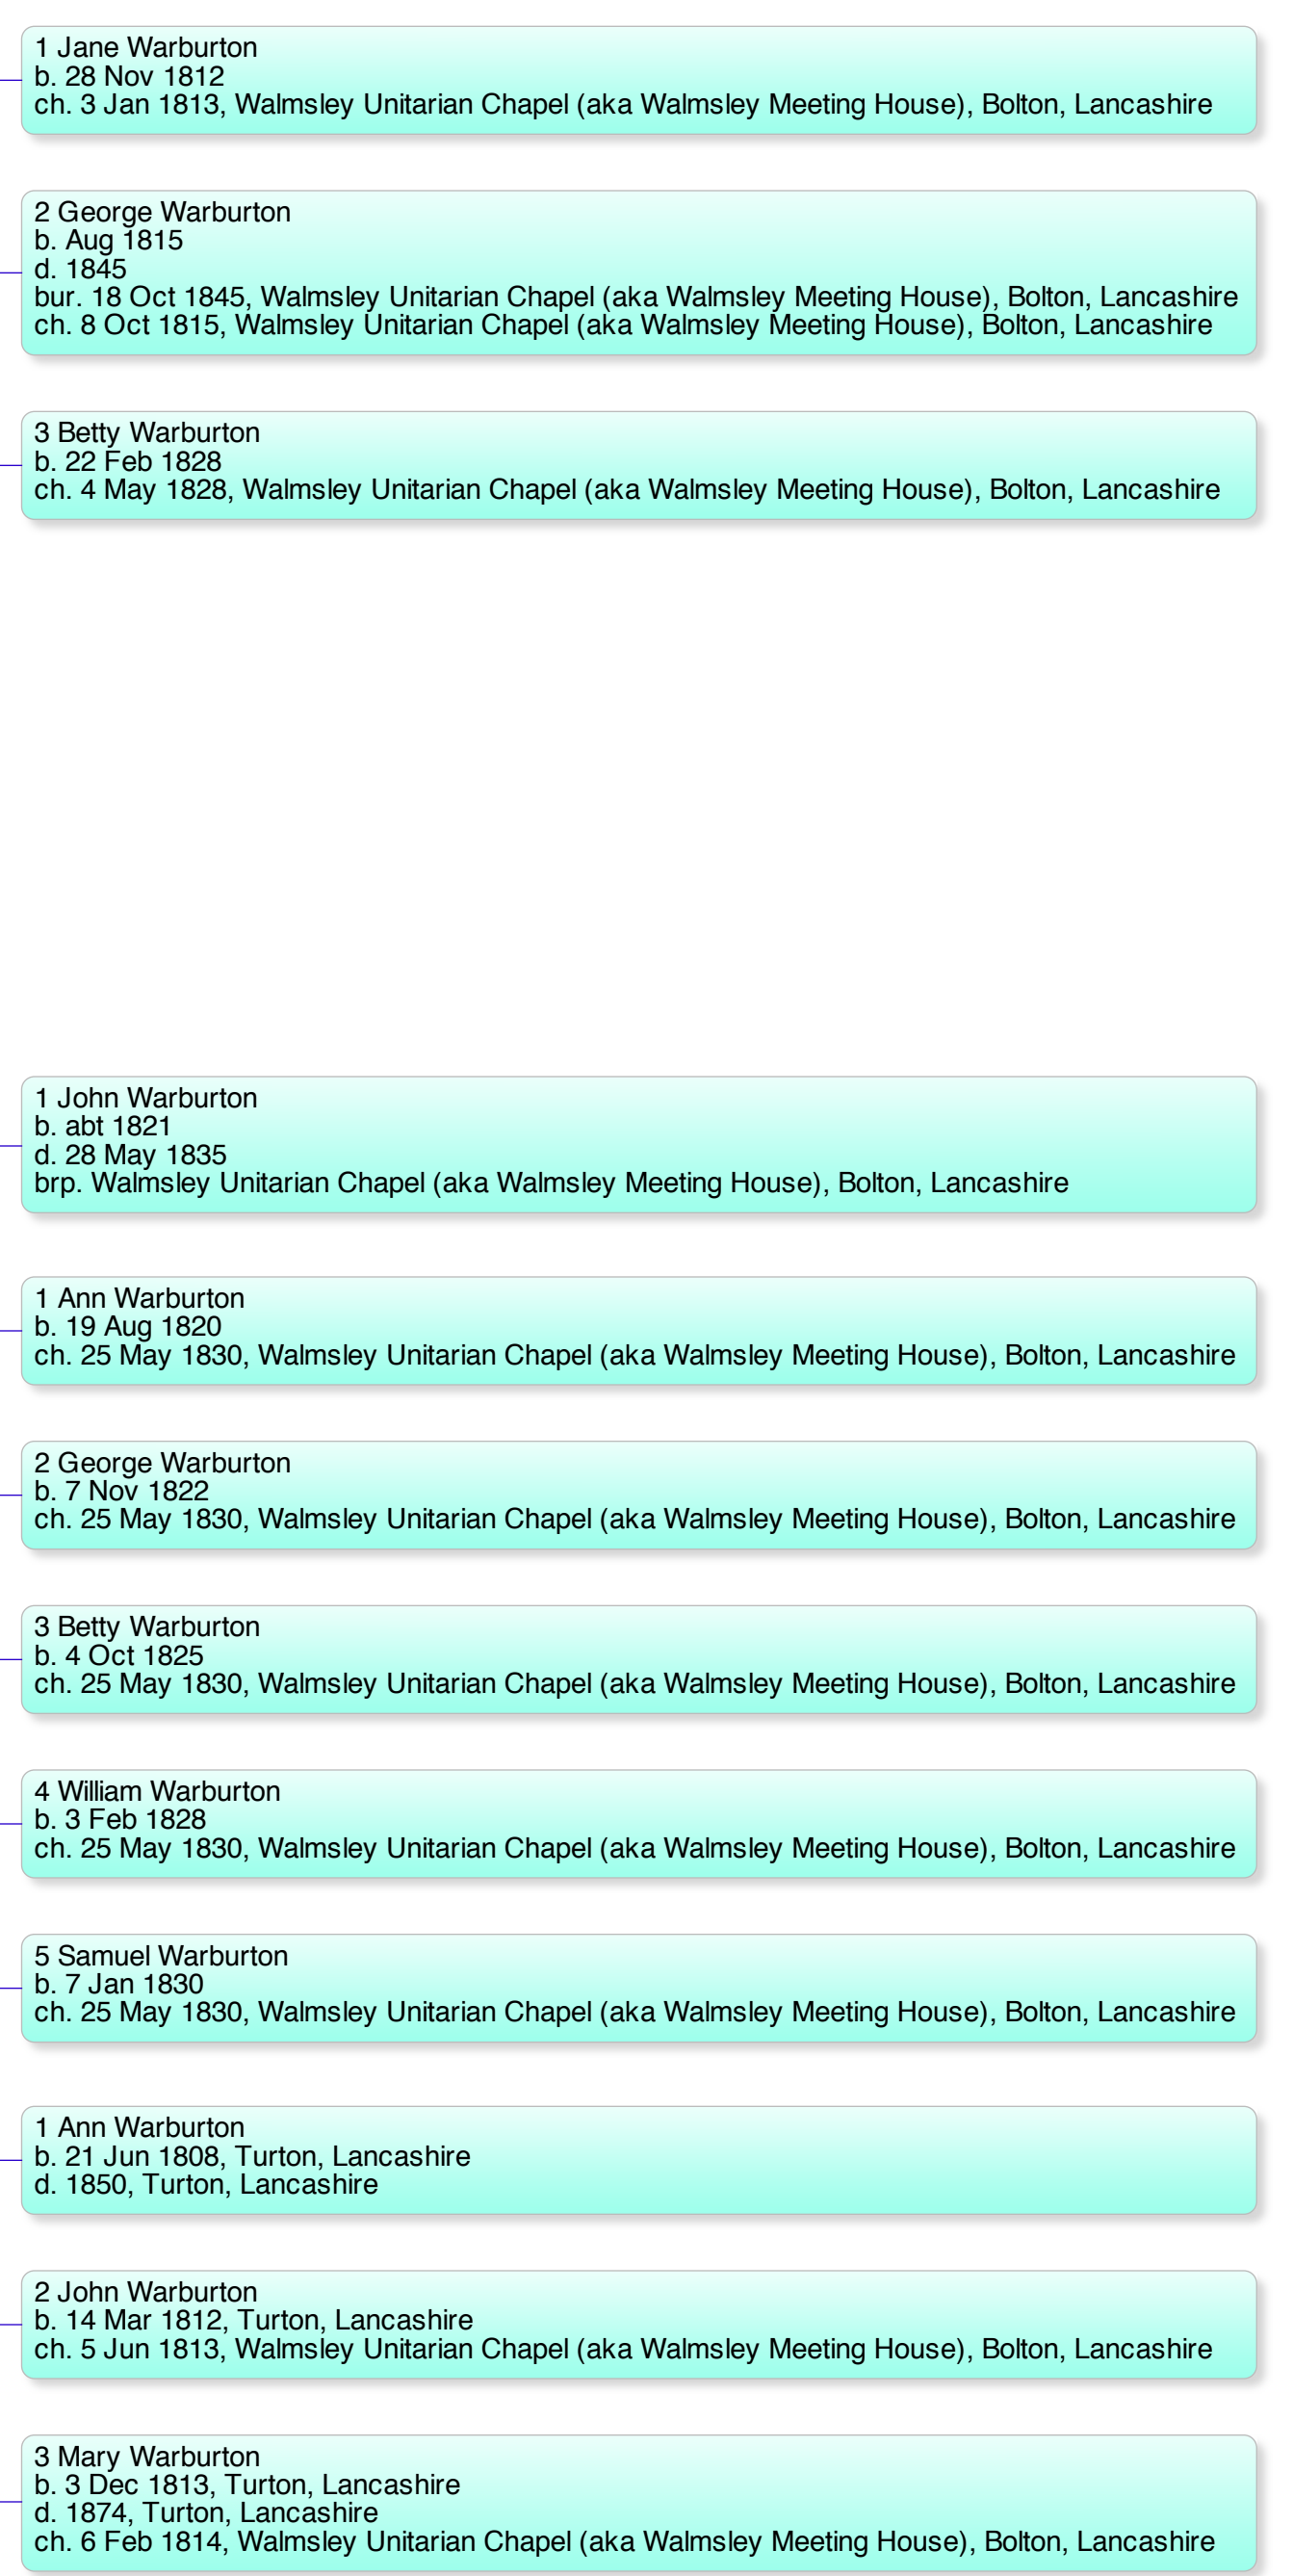 1 Jane Warburton
b. 28 Nov 1812
ch. 3 Jan 1813, Walmsley Unitarian Chapel (aka Walmsley Meeting House), Bolton, Lancashire
2 George Warburton
b. Aug 1815
d. 1845
bur. 18 Oct 1845, Walmsley Unitarian Chapel (aka Walmsley Meeting House), Bolton, Lancashire
ch. 8 Oct 1815, Walmsley Unitarian Chapel (aka Walmsley Meeting House), Bolton, Lancashire
3 Betty Warburton
b. 22 Feb 1828
ch. 4 May 1828, Walmsley Unitarian Chapel (aka Walmsley Meeting House), Bolton, Lancashire
1 John Warburton
b. abt 1821
d. 28 May 1835
brp. Walmsley Unitarian Chapel (aka Walmsley Meeting House), Bolton, Lancashire
1 Ann Warburton
b. 19 Aug 1820
ch. 25 May 1830, Walmsley Unitarian Chapel (aka Walmsley Meeting House), Bolton, Lancashire
2 George Warburton
b. 7 Nov 1822
ch. 25 May 1830, Walmsley Unitarian Chapel (aka Walmsley Meeting House), Bolton, Lancashire
3 Betty Warburton
b. 4 Oct 1825
ch. 25 May 1830, Walmsley Unitarian Chapel (aka Walmsley Meeting House), Bolton, Lancashire
4 William Warburton
b. 3 Feb 1828
ch. 25 May 1830, Walmsley Unitarian Chapel (aka Walmsley Meeting House), Bolton, Lancashire
5 Samuel Warburton
b. 7 Jan 1830
ch. 25 May 1830, Walmsley Unitarian Chapel (aka Walmsley Meeting House), Bolton, Lancashire
1 Ann Warburton
b. 21 Jun 1808, Turton, Lancashire
d. 1850, Turton, Lancashire
2 John Warburton
b. 14 Mar 1812, Turton, Lancashire
ch. 5 Jun 1813, Walmsley Unitarian Chapel (aka Walmsley Meeting House), Bolton, Lancashire
3 Mary Warburton
b. 3 Dec 1813, Turton, Lancashire
d. 1874, Turton, Lancashire
ch. 6 Feb 1814, Walmsley Unitarian Chapel (aka Walmsley Meeting House), Bolton, Lancashire